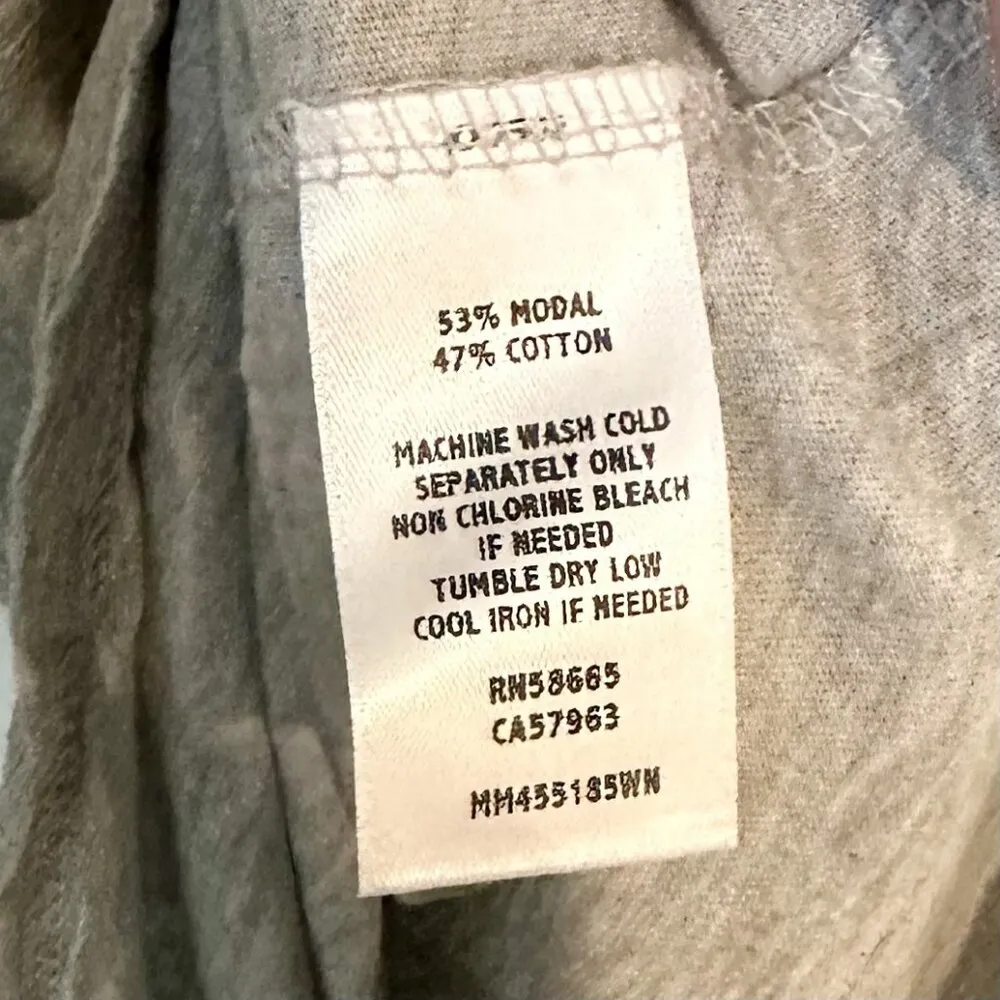 53% MODAL
47% COTTON
MACHINE WASH COLD
SEPARATELY ONLY
NON CHLORINE BLEACH
IF NEEDED
TUMBLE DRY LOW
COOL IRON IF NEEDED
RN58665
CA57963
MM455185WN